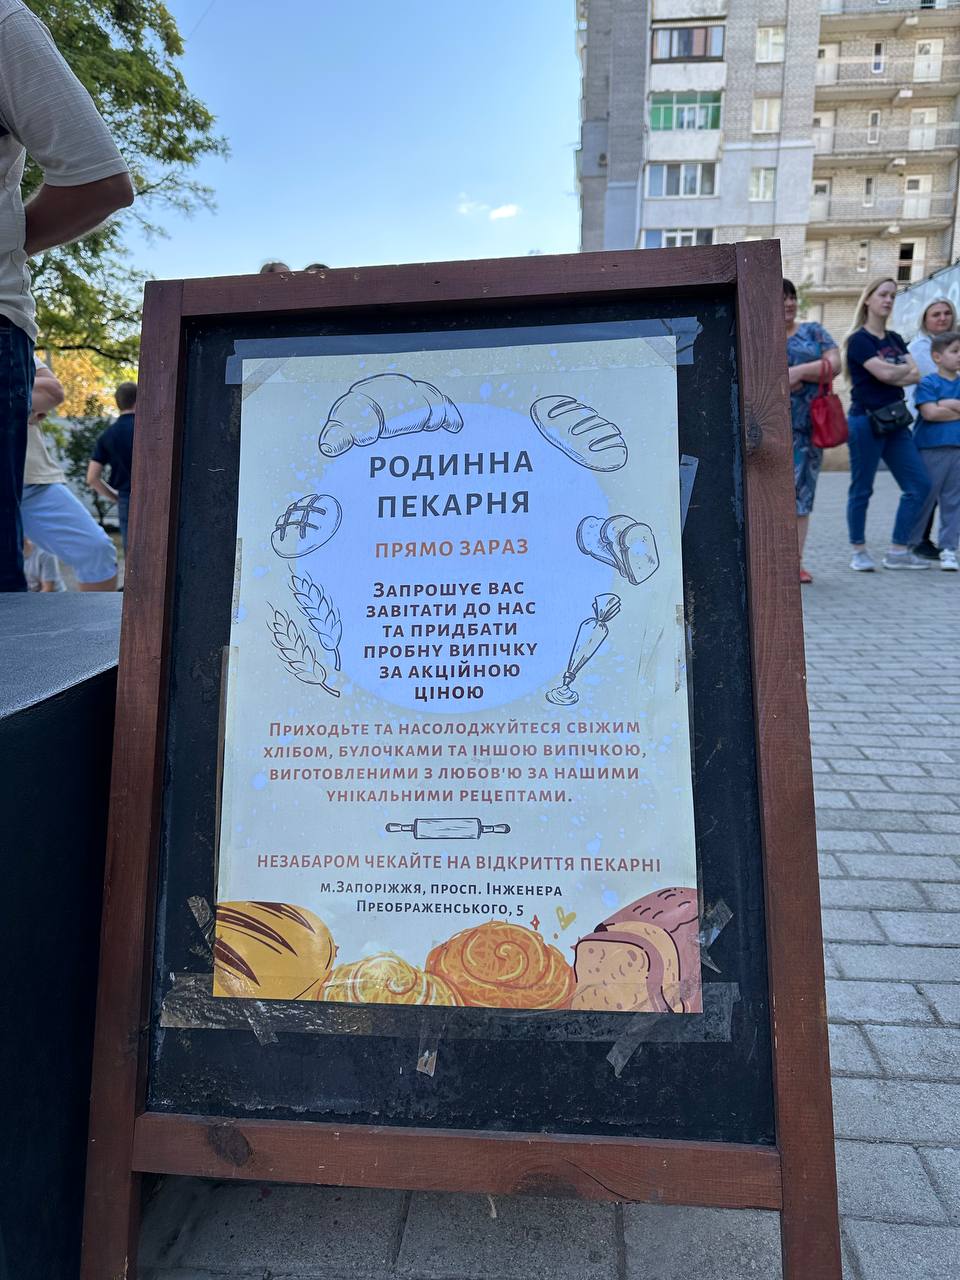 РОДИННА
ПЕКАРНЯ
ПРЯМО ЗАРАЗ
ЗАПРОШУЄ ВАС
ЗАВІТАТИ ДО НАС
ТА ПРИДБАТИ
ПРОБНУ ВИПІЧКУ
ЗА АКЦІЙНОЮ
ЦІНОЮ
ПРИХОДЬТЕ ТА НАСОЛОДЖУЙТЕСЯ СВІЖИМ
ХЛІБОМ, БУЛОЧКАМИ ТА ІНШОЮ ВИПІЧКОЮ,
ВИГОТОВЛЕНИМИ З ЛЮБОВ'Ю ЗА НАШИМИ
УНІКАЛЬНИМИ РЕЦЕПТАМИ.
НЕЗАБАРОМ ЧЕКАЙТЕ НА ВІДКРИТТЯ ПЕКАРНІ
М.ЗАПОРІЖЖЯ, ПРОСП. ІНЖЕНЕРА
ПРЕОБРАЖЕНСЬКОГО, 5